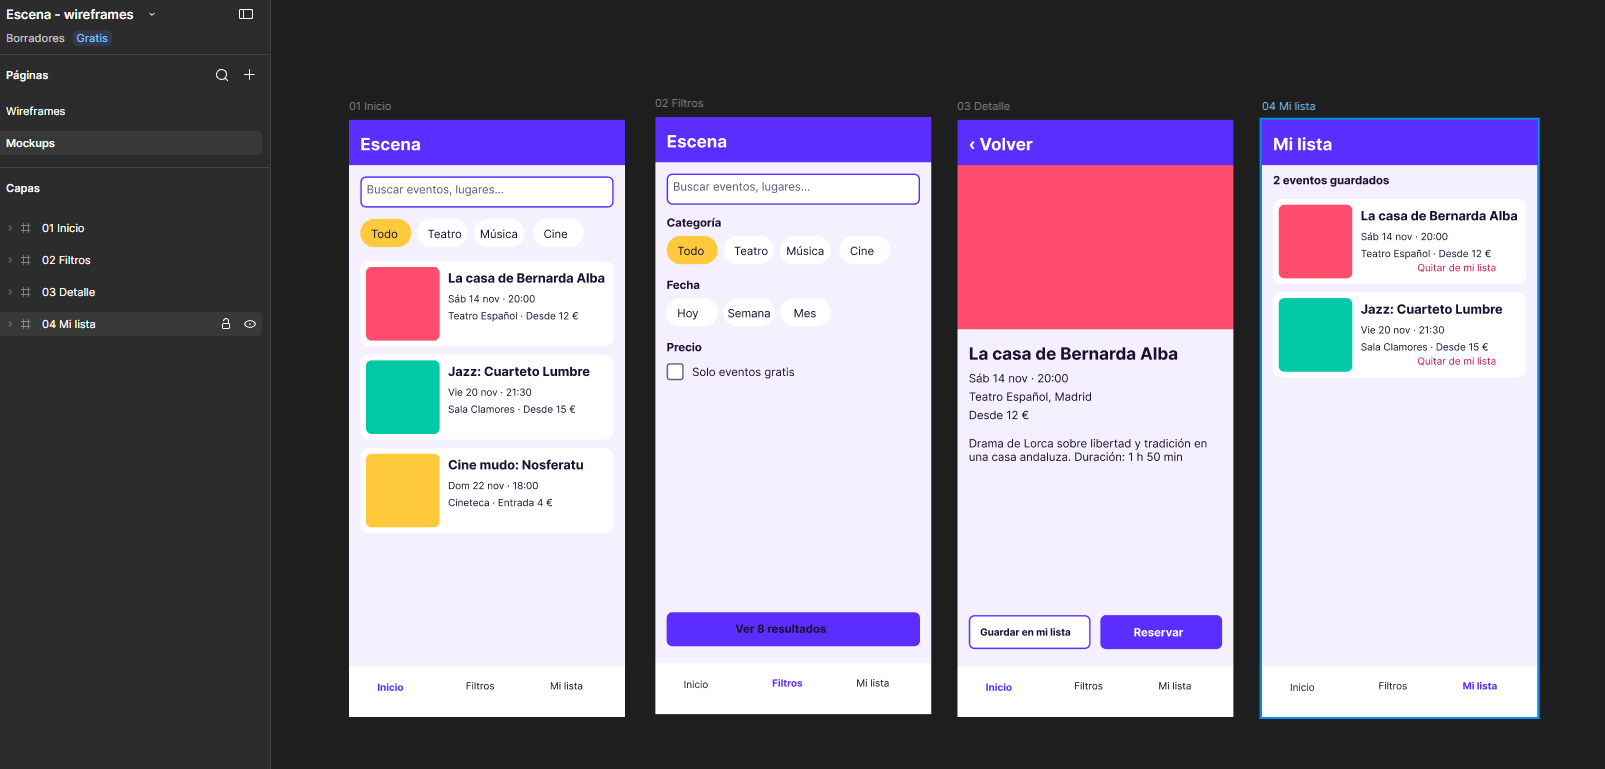 Escena - wireframes
Borradores Gratis
Páginas
Wireframes
Mockups
Capas
01 Inicio
02 Filtros
03 Detalle
04 Mi lista
01 Inicio
Escena
Buscar eventos, lugares...
Todo Teatro Música Cine
La casa de Bernarda Alba
Sáb 14 nov · 20:00
Teatro Español · Desde 12 €
Jazz: Cuarteto Lumbre
Vie 20 nov · 21:30
Sala Clamores · Desde 15 €
Cine mudo: Nosferatu
Dom 22 nov · 18:00
Cineteca · Entrada 4 €
Inicio Filtros Mi lista
02 Filtros
Escena
Buscar eventos, lugares...
Categoría
Todo Teatro Música Cine
Fecha
Hoy Semana Mes
Precio
Solo eventos gratis
Ver 8 resultados
Inicio Filtros Mi lista
03 Detalle
‹ Volver
La casa de Bernarda Alba
Sáb 14 nov · 20:00
Teatro Español, Madrid
Desde 12 €
Drama de Lorca sobre libertad y tradición en
una casa andaluza. Duración: 1 h 50 min
Guardar en mi lista Reservar
Inicio Filtros Mi lista
04 Mi lista
Mi lista
2 eventos guardados
La casa de Bernarda Alba
Sáb 14 nov · 20:00
Teatro Español · Desde 12 €
Quitar de mi lista
Jazz: Cuarteto Lumbre
Vie 20 nov · 21:30
Sala Clamores · Desde 15 €
Quitar de mi lista
Inicio Filtros Mi lista